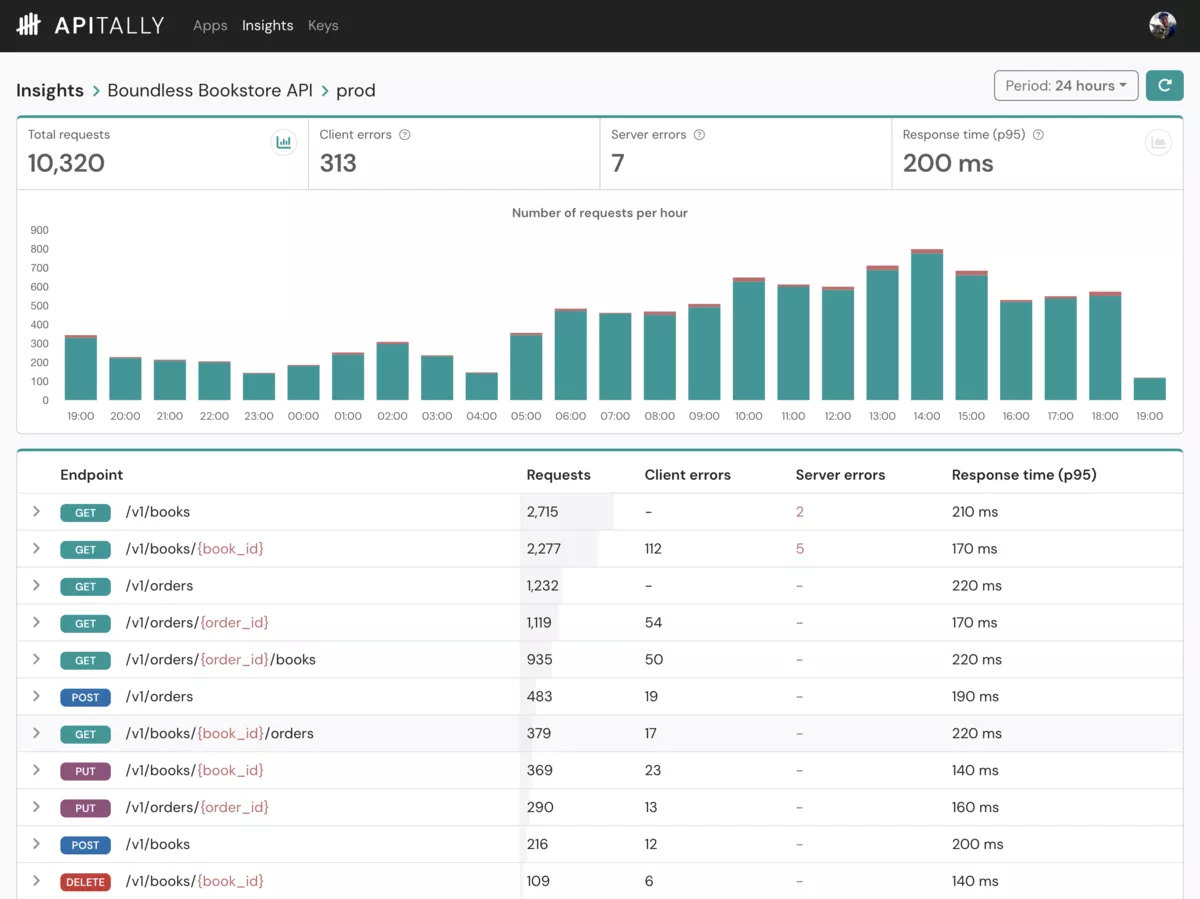 APITALLY Apps Insights Keys
Insights > Boundless Bookstore API > prod Period: 24 hours
Total requests Client errors ? Server errors ? Response time (p95) ?
10,320 313 7 200 ms
Number of requests per hour
900
800
700
600
500
400
300
200
100
0
19:00 20:00 21:00 22:00 23:00 00:00 01:00 02:00 03:00 04:00 05:00 06:00 07:00 08:00 09:00 10:00 11:00 12:00 13:00 14:00 15:00 16:00 17:00 18:00 19:00
Endpoint Requests Client errors Server errors Response time (p95)
GET /v1/books 2,715 - 2 210 ms
GET /v1/books/{book_id} 2,277 112 5 170 ms
GET /v1/orders 1,232 - - 220 ms
GET /v1/orders/{order_id} 1,119 54 - 170 ms
GET /v1/orders/{order_id}/books 935 50 - 220 ms
POST /v1/orders 483 19 - 190 ms
GET /v1/books/{book_id}/orders 379 17 - 220 ms
PUT /v1/books/{book_id} 369 23 - 140 ms
PUT /v1/orders/{order_id} 290 13 - 160 ms
POST /v1/books 216 12 - 200 ms
DELETE /v1/books/{book_id} 109 6 - 140 ms